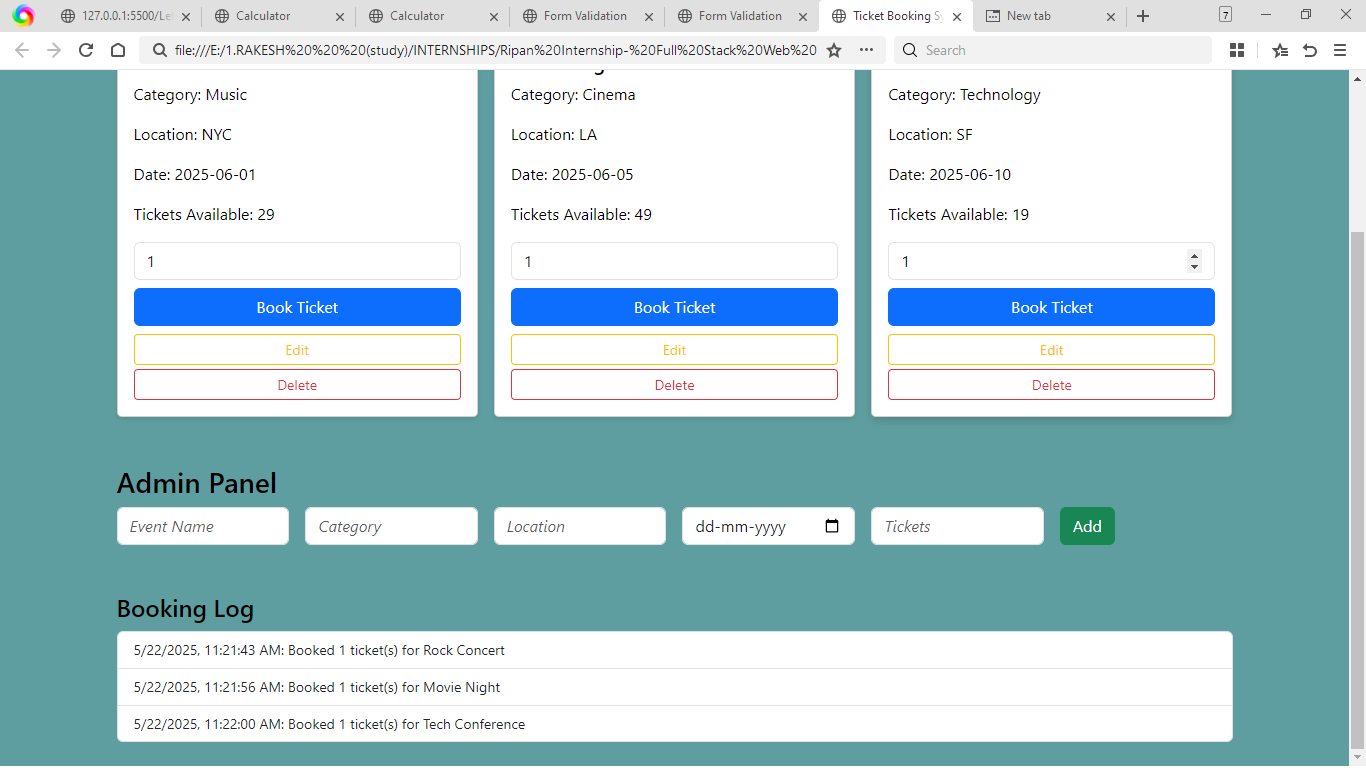 127.0.0.1:5500/Le
Calculator
Calculator
Form Validation
Form Validation
Ticket Booking Sy
New tab
7
file:///E:/1.RAKESH%20%20%20(study)/INTERNSHIPS/Ripan%20Internship-%20Full%20Stack%20Web%20
Search
Category: Music
Location: NYC
Date: 2025-06-01
Tickets Available: 29
1
Book Ticket
Edit
Delete
Category: Cinema
Location: LA
Date: 2025-06-05
Tickets Available: 49
1
Book Ticket
Edit
Delete
Category: Technology
Location: SF
Date: 2025-06-10
Tickets Available: 19
1
Book Ticket
Edit
Delete
Admin Panel
Event Name
Category
Location
dd-mm-yyyy
Tickets
Add
Booking Log
5/22/2025, 11:21:43 AM: Booked 1 ticket(s) for Rock Concert
5/22/2025, 11:21:56 AM: Booked 1 ticket(s) for Movie Night
5/22/2025, 11:22:00 AM: Booked 1 ticket(s) for Tech Conference